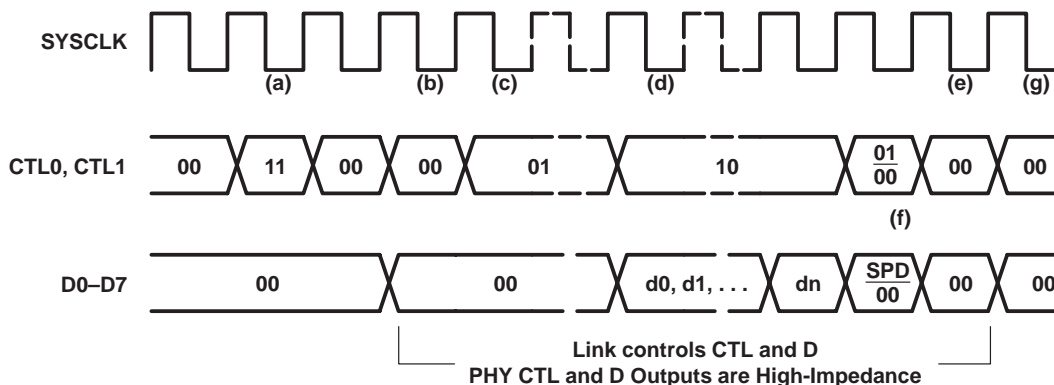 SYSCLK
(a) (b) (c) (d) (e) (g)
CTL0, CTL1 00 11 00 00 01 10 01 00 00
00
(f)
D0–D7 00 00 d0, d1, . . . dn SPD 00 00
00
Link controls CTL and D
PHY CTL and D Outputs are High-Impedance